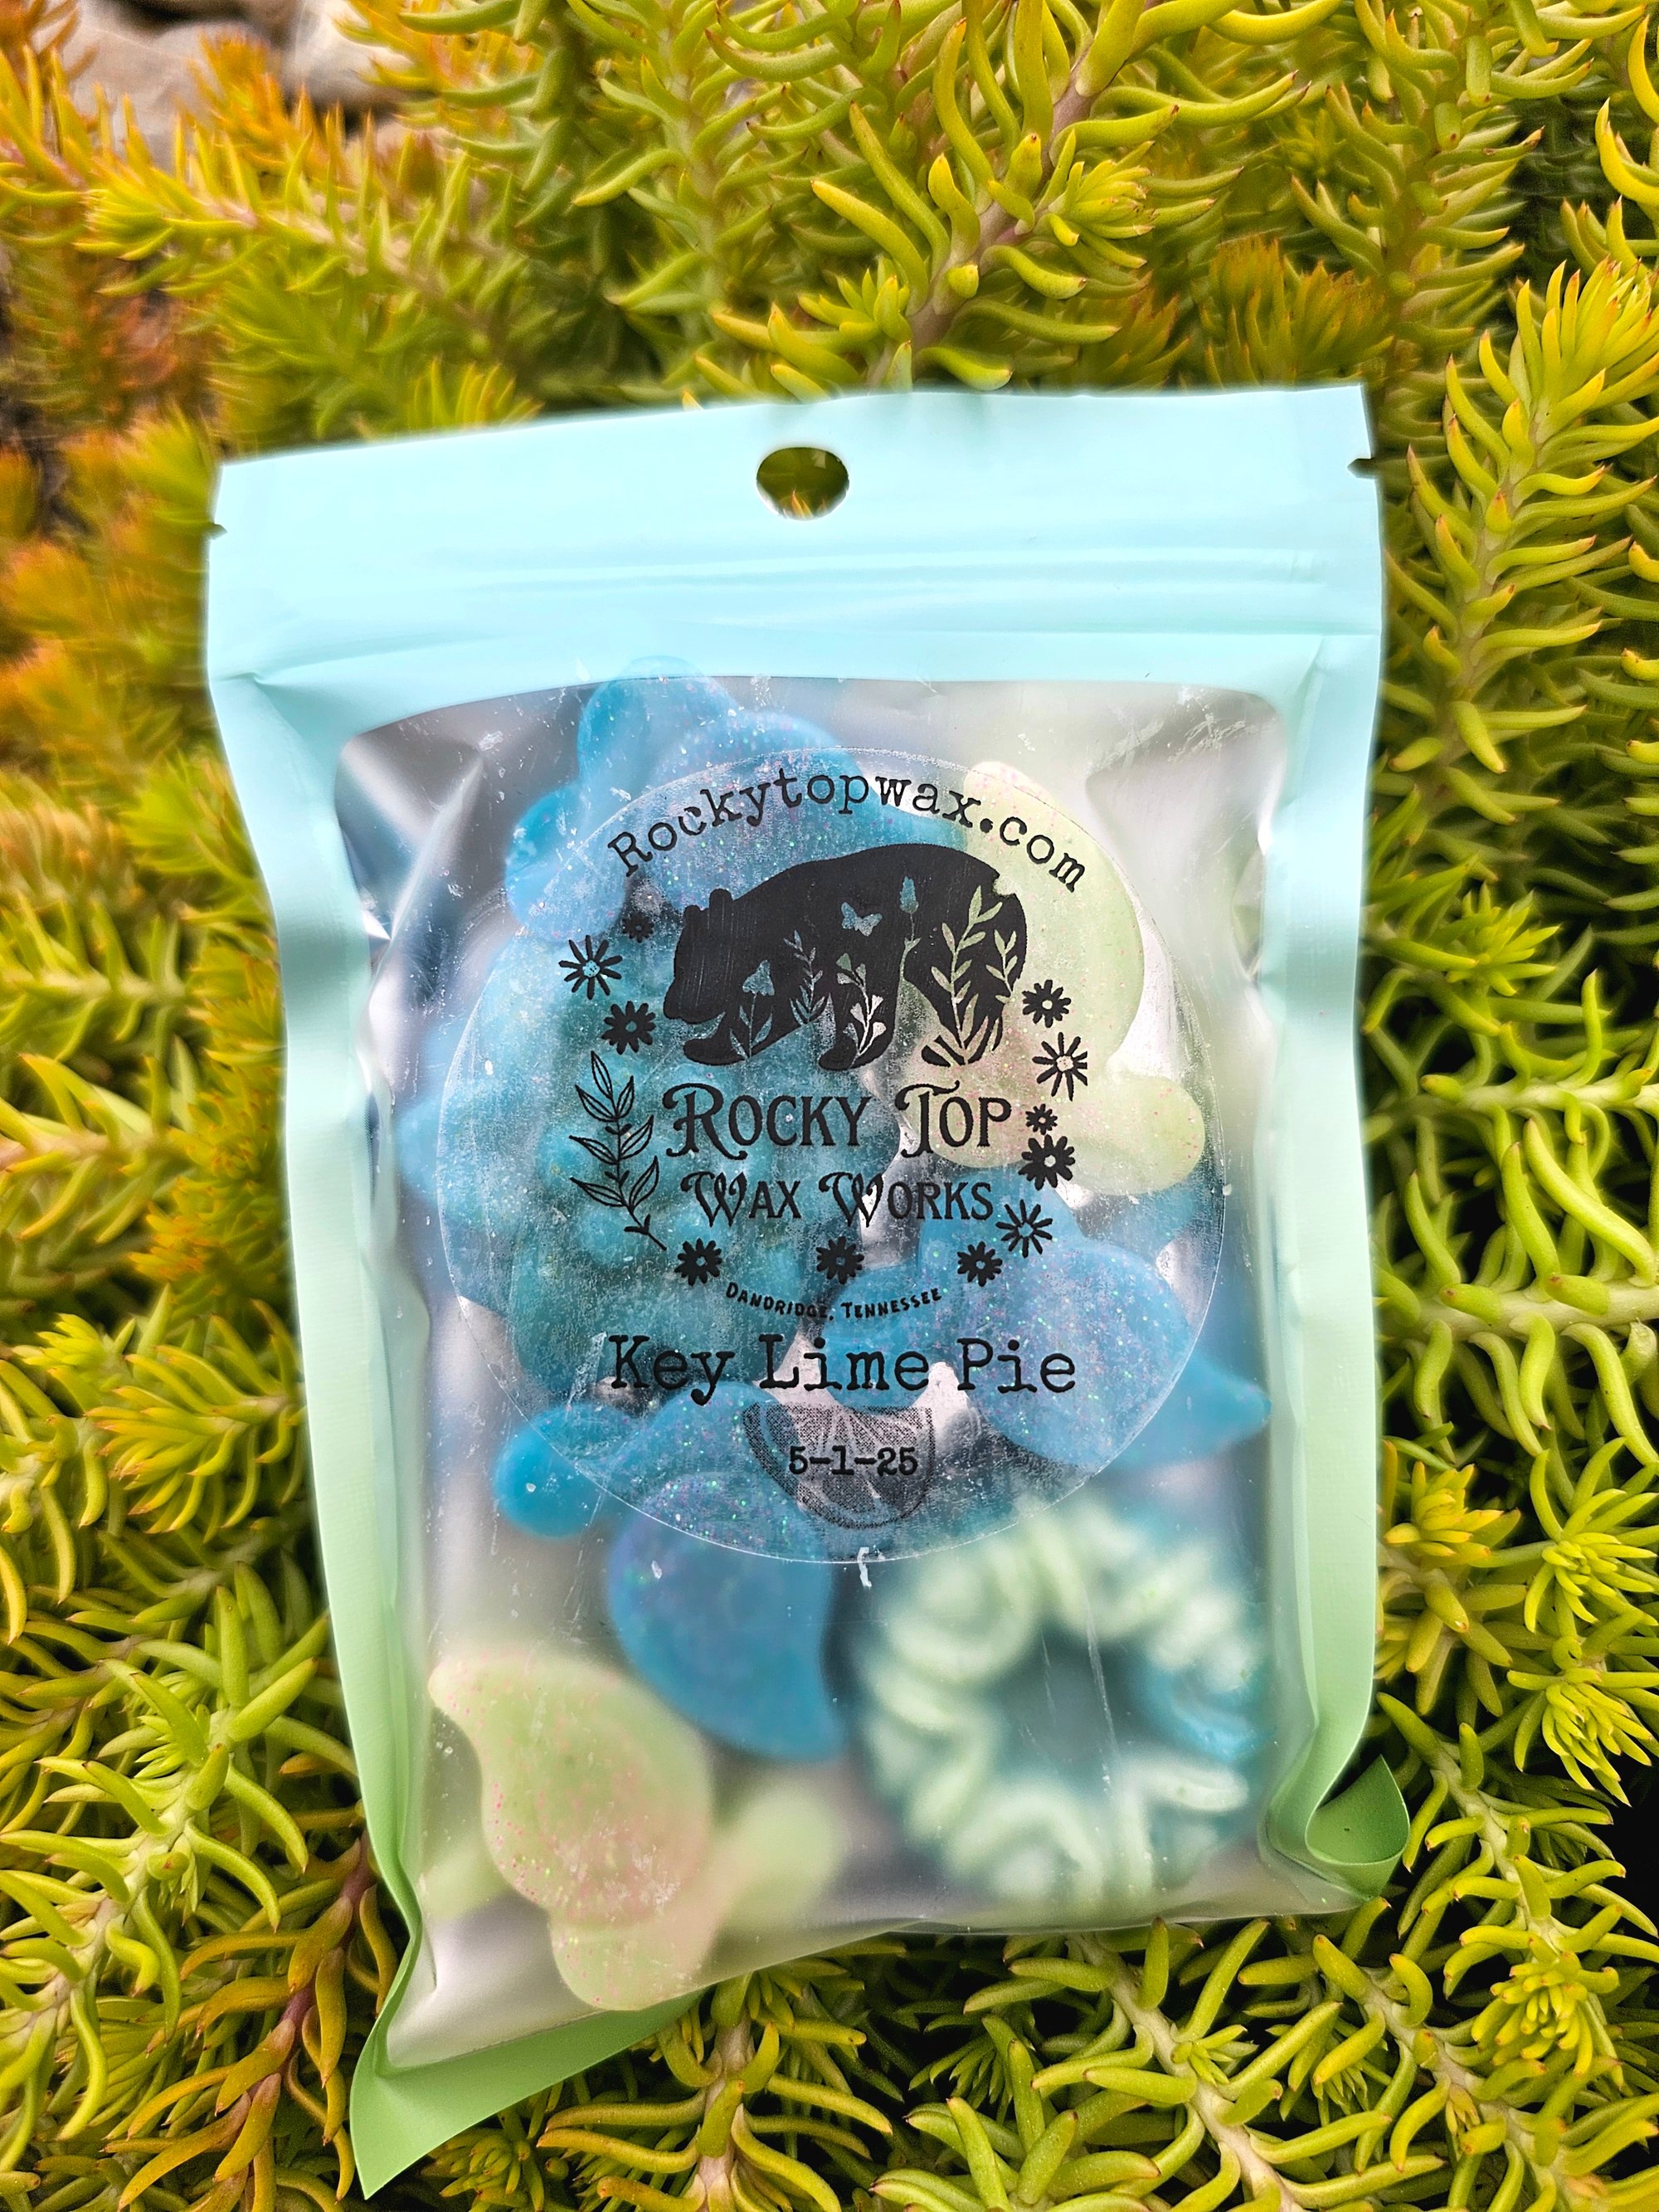 Rockytopwax.com
Rocky Top
Wax Works
Dandridge, Tennessee
Key Lime Pie
5-1-25